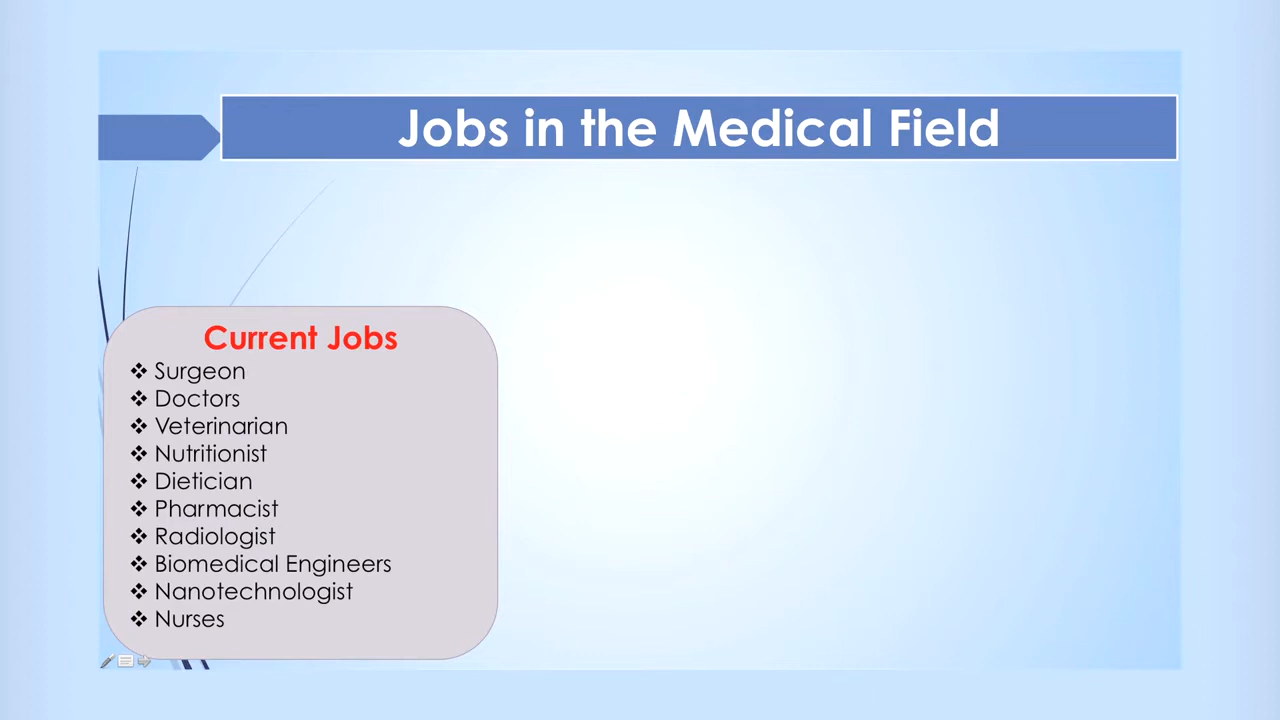 Jobs in the Medical Field
Current Jobs
❖ Surgeon
❖ Doctors
❖ Veterinarian
❖ Nutritionist
❖ Dietician
❖ Pharmacist
❖ Radiologist
❖ Biomedical Engineers
❖ Nanotechnologist
❖ Nurses